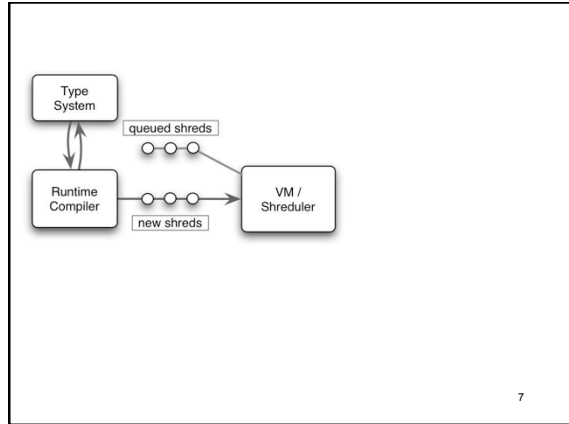 Type
System
queued shreds
Runtime
Compiler
VM /
Shreduler
new shreds
7